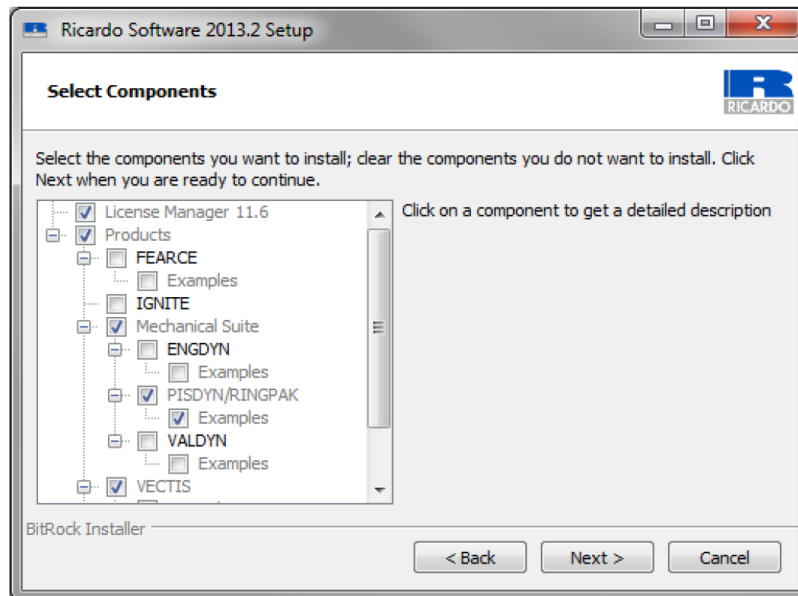 Ricardo Software 2013.2 Setup
Select Components
RICARDO
Select the components you want to install; clear the components you do not want to install. Click
Next when you are ready to continue.
License Manager 11.6
Click on a component to get a detailed description
Products
FEARCE
Examples
IGNITE
Mechanical Suite
ENGDYN
Examples
PISDYN/RINGPAK
Examples
VALDYN
Examples
VECTIS
BitRock Installer
< Back
Next >
Cancel